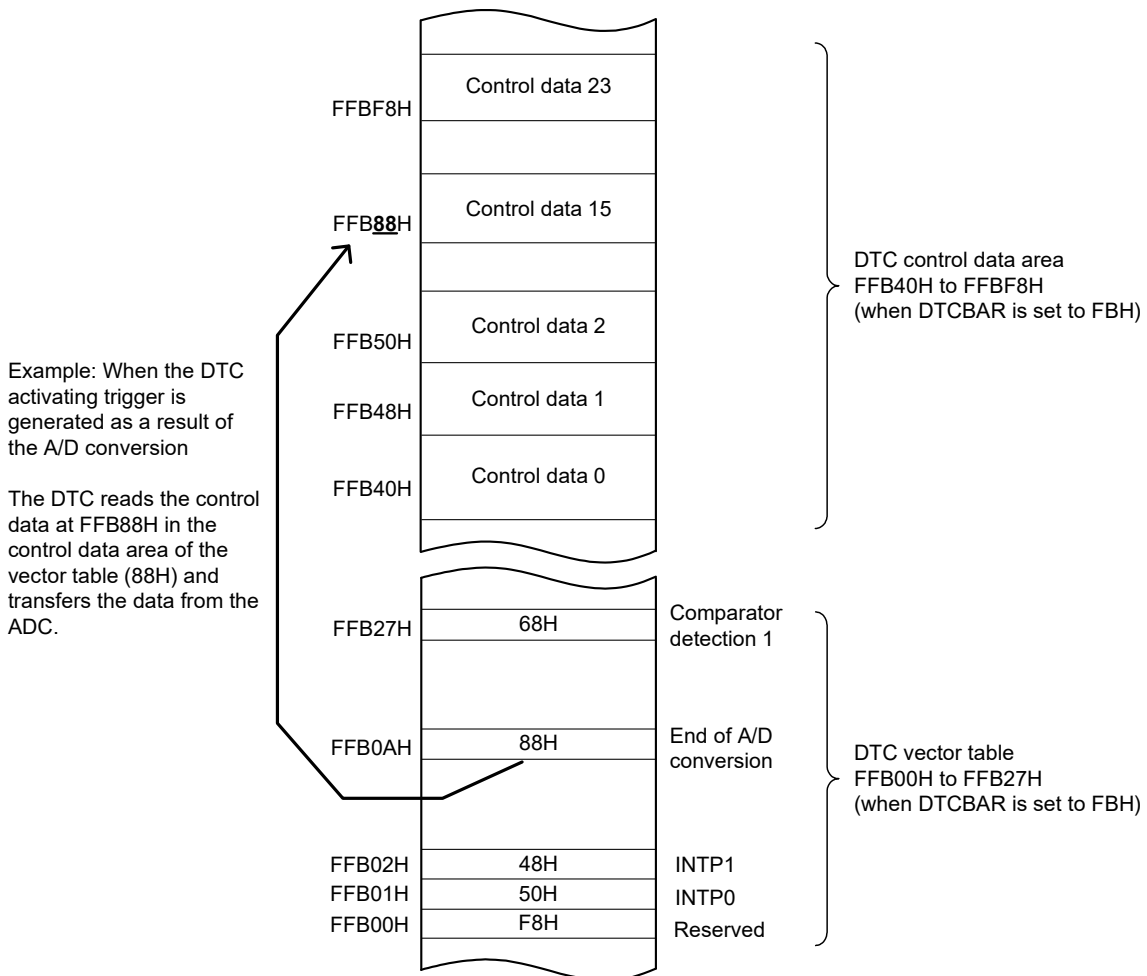 Control data 23
FFBF8H
Control data 15
FFB88H
DTC control data area
FFB40H to FFBF8H
(when DTCBAR is set to FBH)
Control data 2
FFB50H
Example: When the DTC
activating trigger is
generated as a result of
the A/D conversion
Control data 1
FFB48H
Control data 0
FFB40H
The DTC reads the control
data at FFB88H in the
control data area of the
vector table (88H) and
transfers the data from the
ADC.
FFB27H
68H
Comparator
detection 1
FFB0AH
88H
End of A/D
conversion
DTC vector table
FFB00H to FFB27H
(when DTCBAR is set to FBH)
FFB02H
48H
INTP1
FFB01H
50H
INTP0
FFB00H
F8H
Reserved